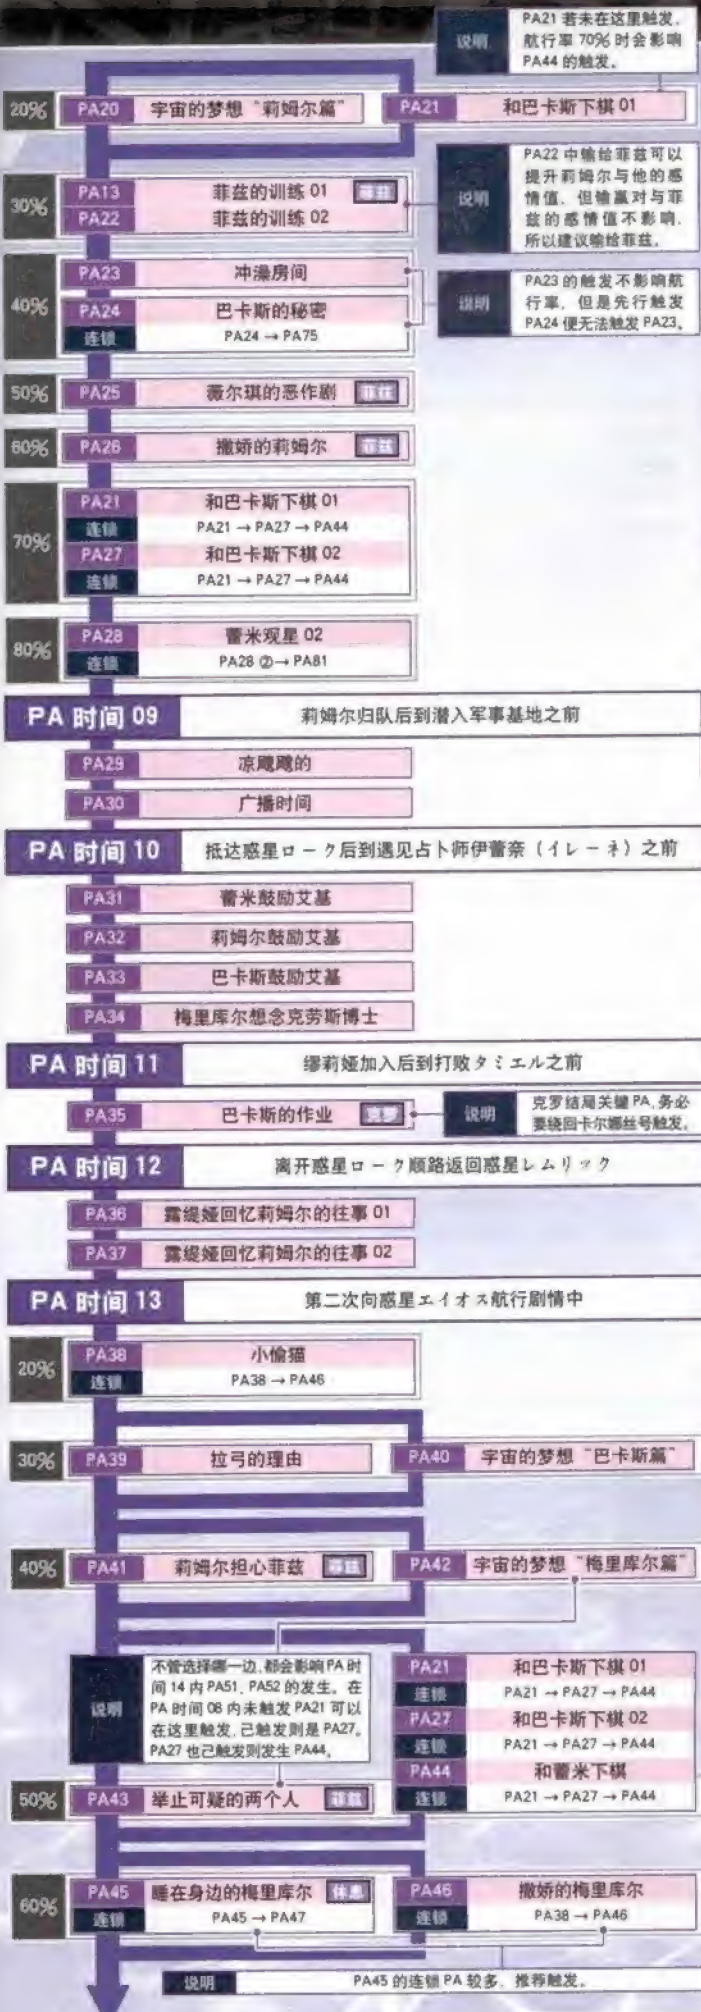 说明
PA21 若未在这里触发，
航行率 70% 时会影响
PA44 的触发。
20%
PA20 宇宙的梦想“莉姆尔篇”
PA21 和巴卡斯下棋 01
30%
PA13 菲兹的训练 01 菲兹
PA22 菲兹的训练 02
说明
PA22 中输给菲兹可以
提升莉姆尔与他的感
情值，但输赢对与菲
兹的感情值不影响，
所以建议输给菲兹。
40%
PA23 冲澡房间
PA24 巴卡斯的秘密
连锁 PA24 → PA75
说明
PA23 的触发不影响航
行率，但是先行触发
PA24 便无法触发 PA23。
50%
PA25 薇尔琪的恶作剧 菲兹
60%
PA26 撒娇的莉姆尔 菲兹
70%
PA21 和巴卡斯下棋 01
连锁 PA21 → PA27 → PA44
PA27 和巴卡斯下棋 02
连锁 PA21 → PA27 → PA44
80%
PA28 蕾米观星 02
连锁 PA28 ②→ PA81
PA 时间 09 莉姆尔归队后到潜入军事基地之前
PA29 凉飕飕的
PA30 广播时间
PA 时间 10 抵达惑星ローク后到遇见占卜师伊蕾奈（イレーネ）之前
PA31 蕾米鼓励艾基
PA32 莉姆尔鼓励艾基
PA33 巴卡斯鼓励艾基
PA34 梅里库尔想念克劳斯博士
PA 时间 11 缪莉娅加入后到打败タミエル之前
PA35 巴卡斯的作业 克罗
说明
克罗结局关键 PA，务必
要绕回卡尔娜丝号触发。
PA 时间 12 离开惑星ローク顺路返回惑星レムリック
PA36 露缇娅回忆莉姆尔的往事 01
PA37 露缇娅回忆莉姆尔的往事 02
PA 时间 13 第二次向惑星エイオス航行剧情中
20%
PA38 小偷猫
连锁 PA38 → PA46
30%
PA39 拉弓的理由
PA40 宇宙的梦想“巴卡斯篇”
40%
PA41 莉姆尔担心菲兹 菲兹
PA42 宇宙的梦想“梅里库尔篇”
说明
不管选择哪一边，都会影响 PA 时
间 14 内 PA51、PA52 的发生。在
PA 时间 08 内未触发 PA21 可以
在这里触发，已触发则是 PA27。
PA27 也已触发则发生 PA44。
PA21 和巴卡斯下棋 01
连锁 PA21 → PA27 → PA44
PA27 和巴卡斯下棋 02
连锁 PA21 → PA27 → PA44
PA44 和蕾米下棋
连锁 PA21 → PA27 → PA44
50%
PA43 举止可疑的两个人 菲兹
60%
PA45 睡在身边的梅里库尔 休息
连锁 PA45 → PA47
PA46 撒娇的梅里库尔
连锁 PA38 → PA46
说明
PA45 的连锁 PA 较多，推荐触发。